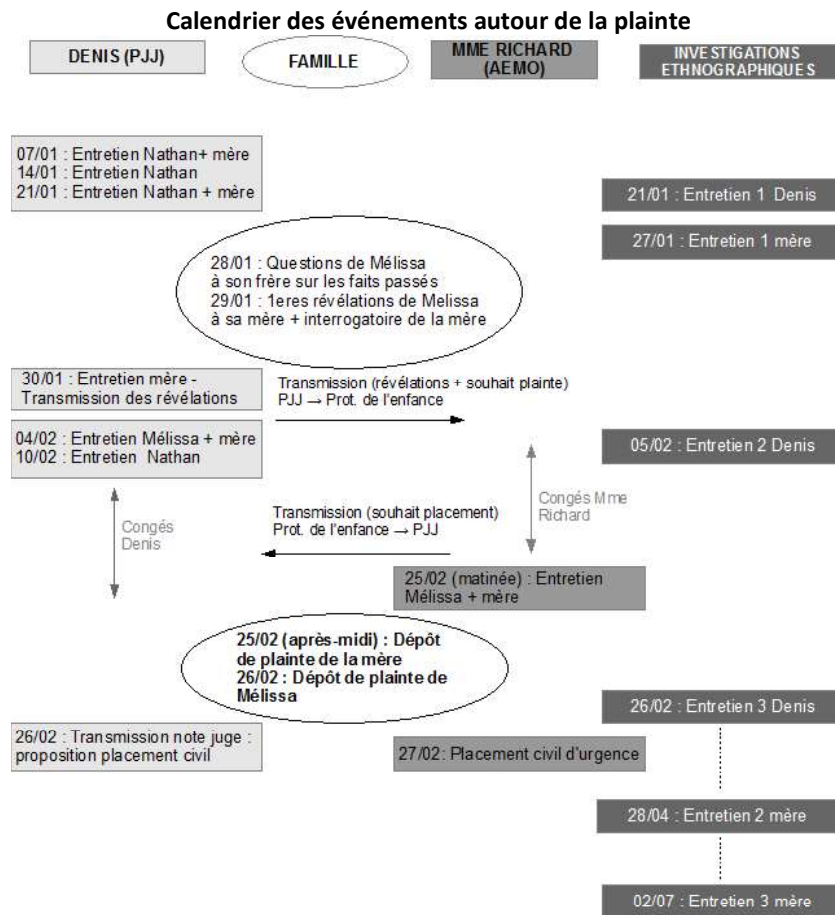 Calendrier des événements autour de la plainte
DENIS (PJJ)
FAMILLE
MME RICHARD
(AEMO)
INVESTIGATIONS
ETHNOGRAPHIQUES
07/01 : Entretien Nathan+ mère
14/01 : Entretien Nathan
21/01 : Entretien Nathan + mère
21/01 : Entretien 1 Denis
27/01 : Entretien 1 mère
28/01 : Questions de Mélissa
à son frère sur les faits passés
29/01 : 1eres révélations de Melissa
à sa mère + interrogatoire de la mère
30/01 : Entretien mère -
Transmission des révélations
Transmission (révélations + souhait plainte)
PJJ → Prot. de l'enfance
04/02 : Entretien Mélissa + mère
10/02 : Entretien Nathan
05/02 : Entretien 2 Denis
Congés
Denis
Transmission (souhait placement)
Prot. de l'enfance → PJJ
Congés Mme
Richard
25/02 (matinée) : Entretien
Mélissa + mère
25/02 (après-midi) : Dépôt
de plainte de la mère
26/02 : Dépôt de plainte de
Mélissa
26/02 : Entretien 3 Denis
26/02 : Transmission note juge :
proposition placement civil
27/02: Placement civil d'urgence
28/04 : Entretien 2 mère
02/07 : Entretien 3 mère